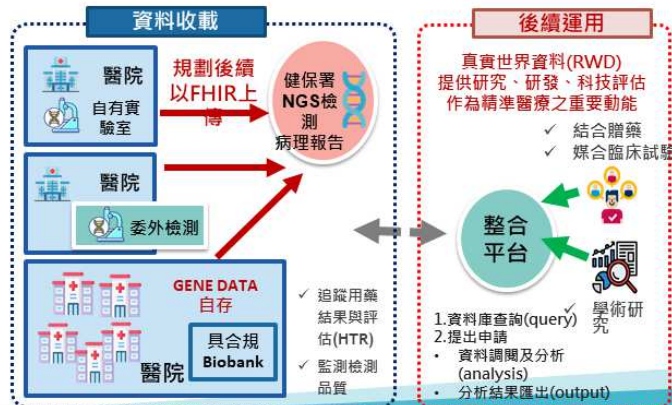 資料收載
醫院
自有實
驗室
規劃後續
以FHIR上
傳
健保署
NGS檢
測
病理報告
醫院
委外檢測
GENE DATA
自存
具合規
Biobank
醫院
✓ 追蹤用藥
結果與評
估(HTR)
✓ 監測檢測
品質
後續運用
真實世界資料(RWD)
提供研究、研發、科技評估
作為精準醫療之重要動能
✓ 結合贈藥
✓ 媒合臨床試驗
整合
平台
✓ 學術研
究
1.資料庫查詢(query)
2.提出申請
• 資料調閱及分析
(analysis)
• 分析結果匯出(output)